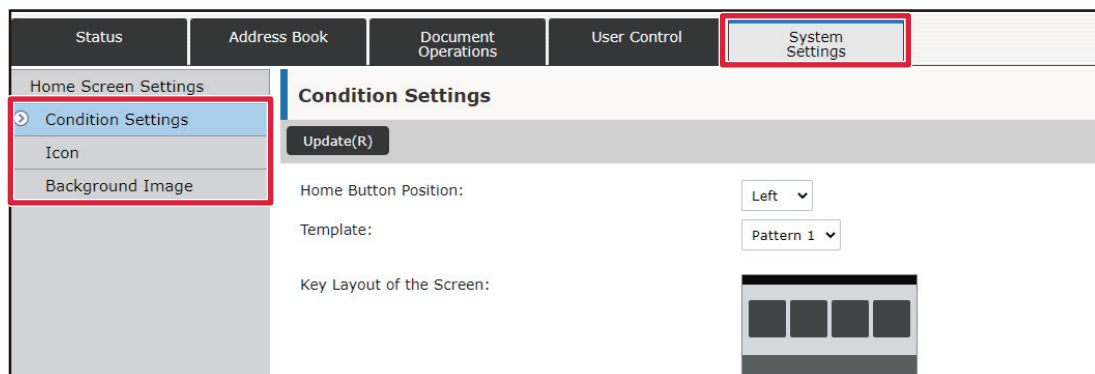 Status
Address Book
Document
Operations
User Control
System
Settings
Home Screen Settings
Condition Settings
Icon
Background Image
Condition Settings
Update(R)
Home Button Position:
Left
Template:
Pattern 1
Key Layout of the Screen: